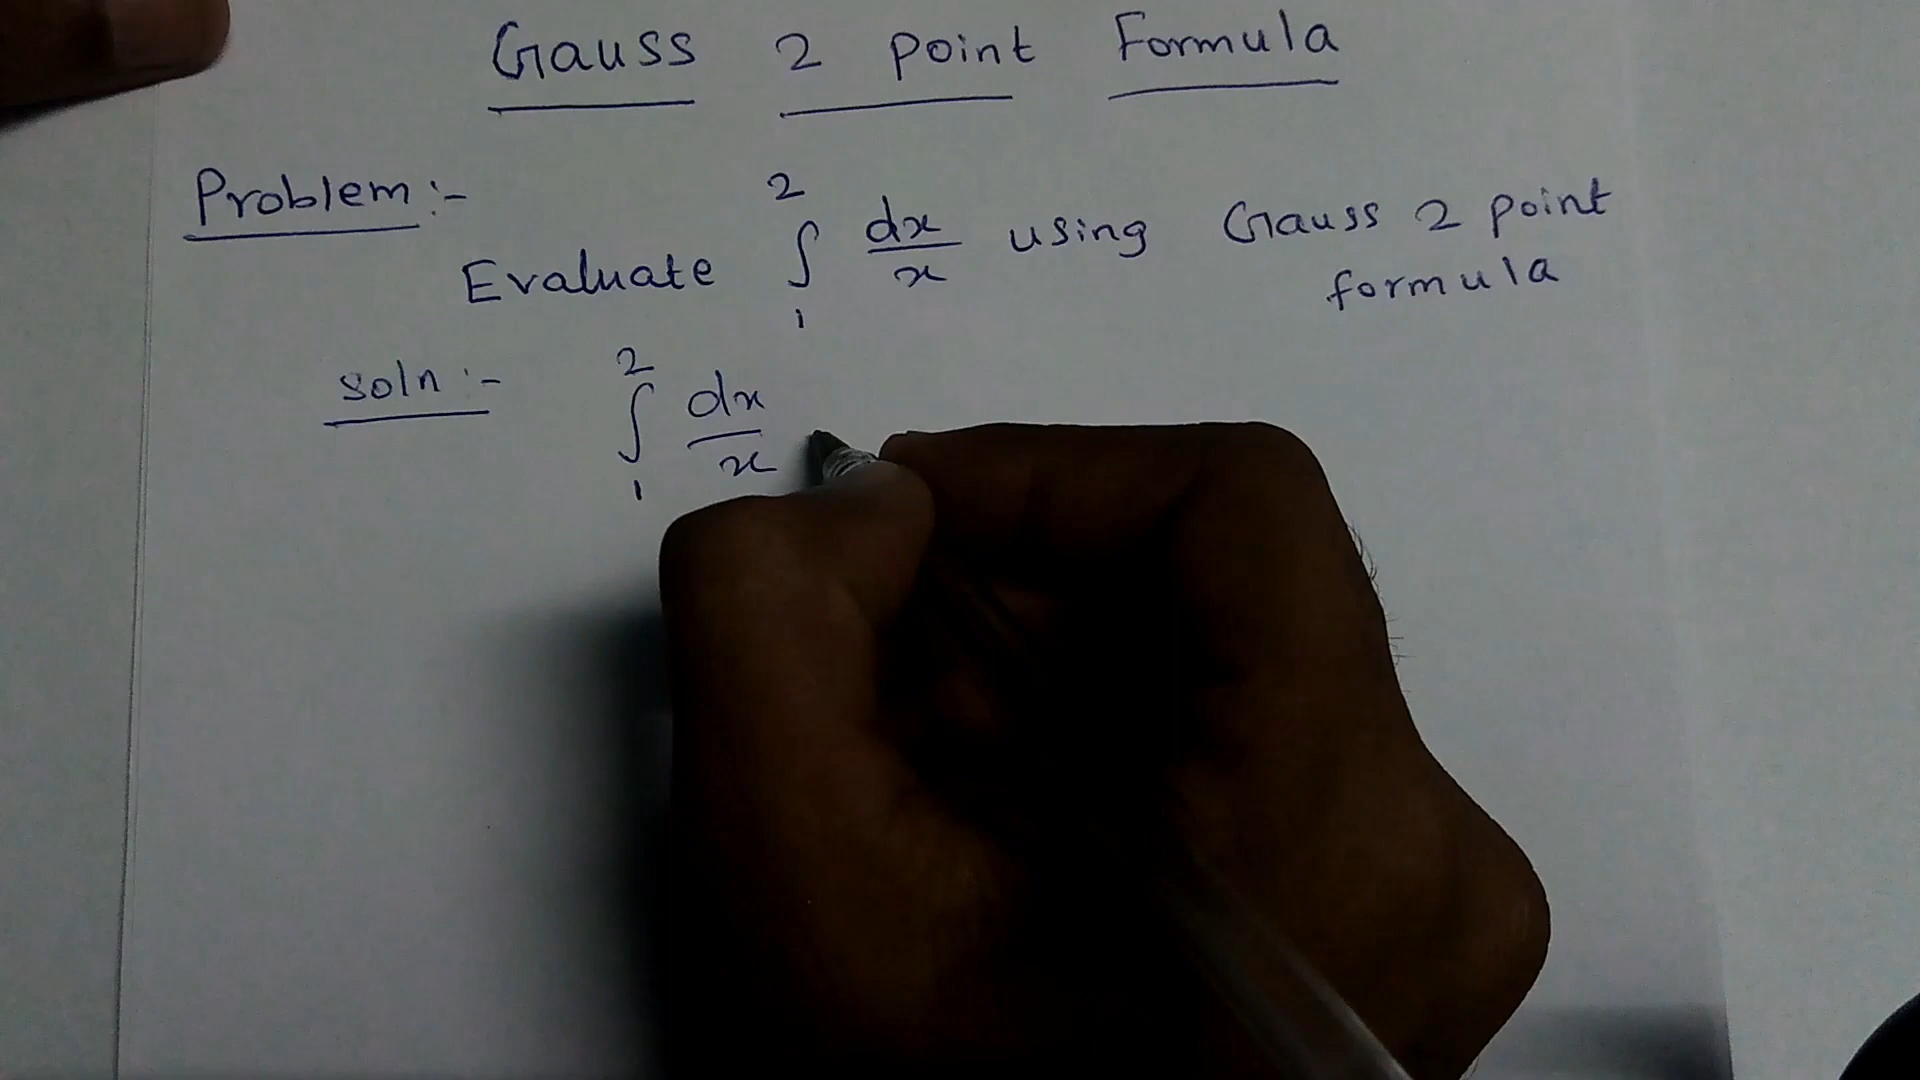 Gauss 2 point Formula
Problem :-
Evaluate ∫₁² dx/x using Gauss 2 point
formula
soln :- ∫₁² dx/x